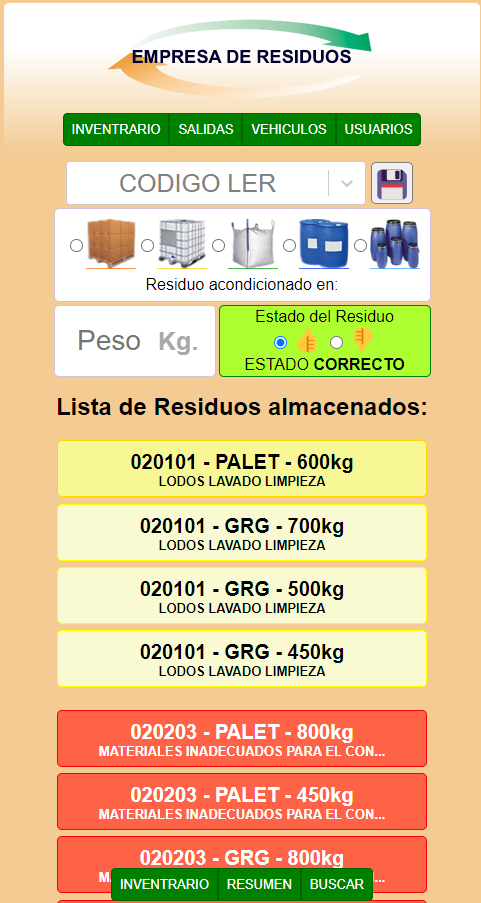 EMPRESA DE RESIDUOS
INVENTRARIO SALIDAS VEHICULOS USUARIOS
CODIGO LER
Residuo acondicionado en:
Peso Kg.
Estado del Residuo
ESTADO CORRECTO
Lista de Residuos almacenados:
020101 - PALET - 600kg
LODOS LAVADO LIMPIEZA
020101 - GRG - 700kg
LODOS LAVADO LIMPIEZA
020101 - GRG - 500kg
LODOS LAVADO LIMPIEZA
020101 - GRG - 450kg
LODOS LAVADO LIMPIEZA
020203 - PALET - 800kg
MATERIALES INADECUADOS PARA EL CON...
020203 - PALET - 450kg
MATERIALES INADECUADOS PARA EL CON...
020203 - GRG - 800kg
INVENTRARIO RESUMEN BUSCAR